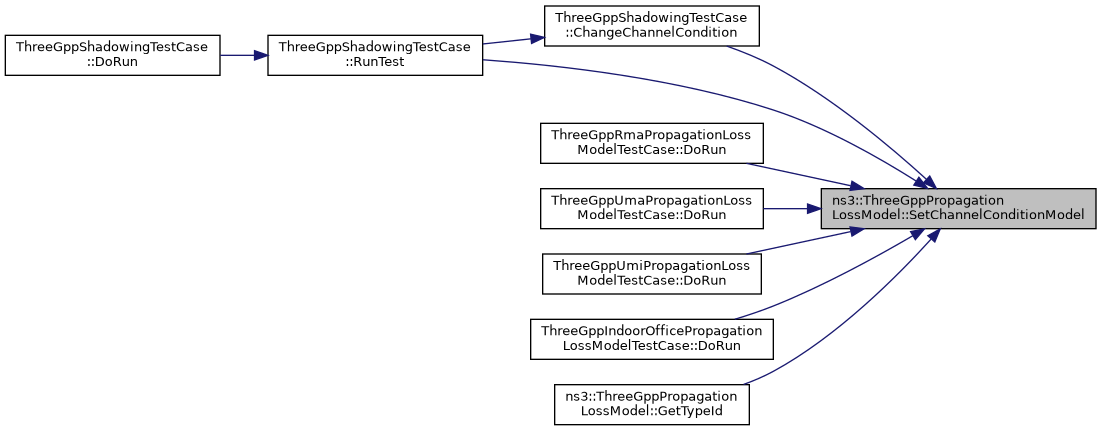 ThreeGppShadowingTestCase
::DoRun
ThreeGppShadowingTestCase
::RunTest
ThreeGppShadowingTestCase
::ChangeChannelCondition
ThreeGppRmaPropagationLoss
ModelTestCase::DoRun
ThreeGppUmaPropagationLoss
ModelTestCase::DoRun
ThreeGppUmiPropagationLoss
ModelTestCase::DoRun
ThreeGppIndoorOfficePropagation
LossModelTestCase::DoRun
ns3::ThreeGppPropagation
LossModel::GetTypeId
ns3::ThreeGppPropagation
LossModel::SetChannelConditionModel